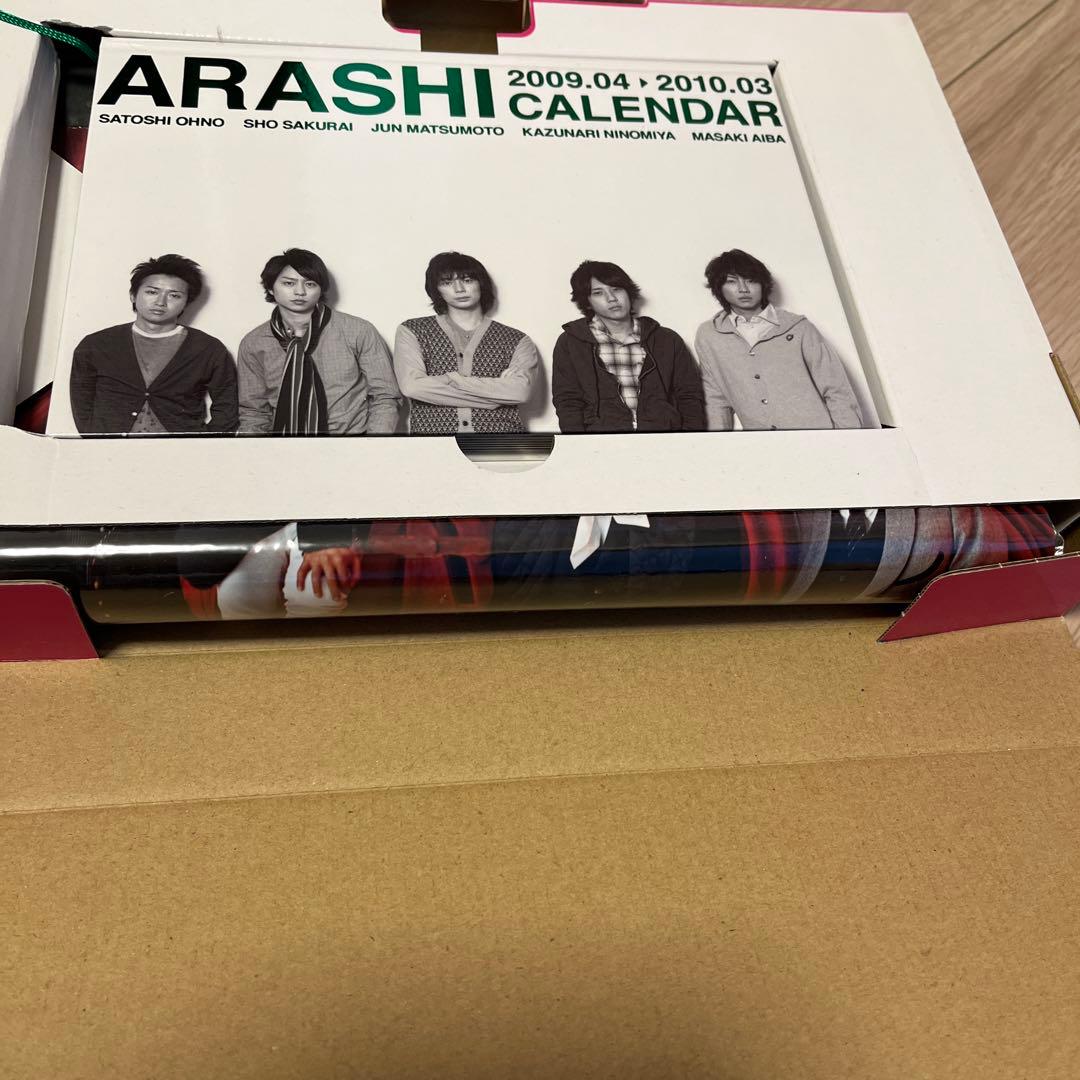 ARASHI 2009.04 ▸ 2010.03
CALENDAR
SATOSHI OHNO SHO SAKURAI JUN MATSUMOTO KAZUNARI NINOMIYA MASAKI AIBA